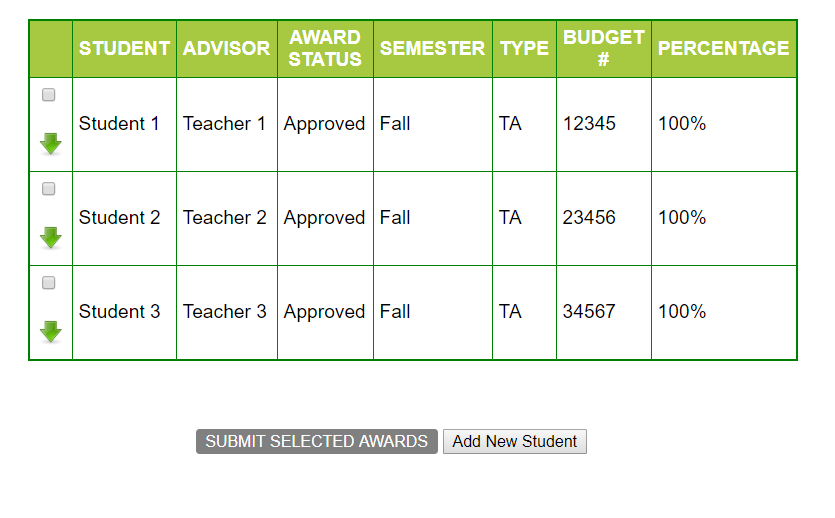 STUDENT ADVISOR AWARD STATUS SEMESTER TYPE BUDGET # PERCENTAGE
Student 1 Teacher 1 Approved Fall TA 12345 100%
Student 2 Teacher 2 Approved Fall TA 23456 100%
Student 3 Teacher 3 Approved Fall TA 34567 100%
SUBMIT SELECTED AWARDS Add New Student